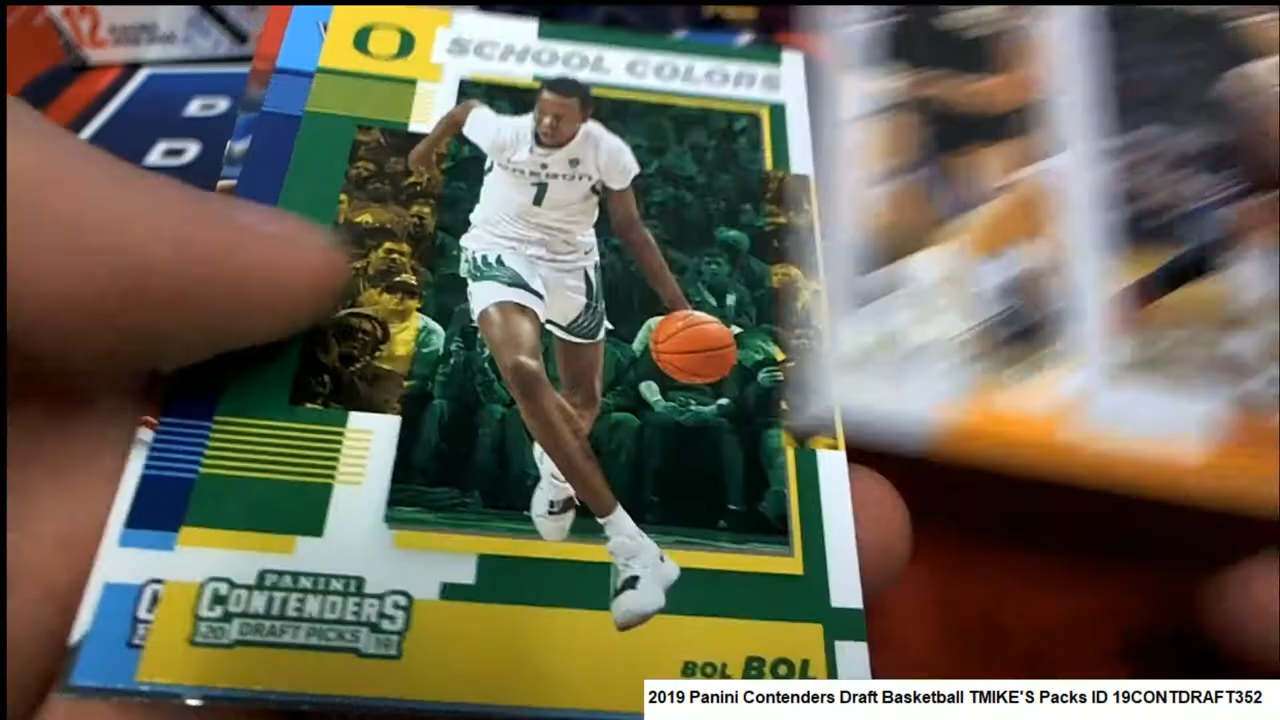 12
D
D
O
SCHOOL COLORS
OREGON
1
PANINI
CONTENDERS
20 DRAFT PICKS 19
BOL BOL
2019 Panini Contenders Draft Basketball TMIKE'S Packs ID 19CONTDRAFT352